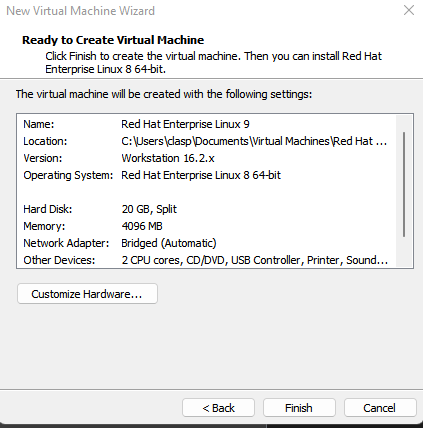 New Virtual Machine Wizard
Ready to Create Virtual Machine
Click Finish to create the virtual machine. Then you can install Red Hat
Enterprise Linux 8 64-bit.
The virtual machine will be created with the following settings:
Name: Red Hat Enterprise Linux 9
Location: C:\Users\clasp\Documents\Virtual Machines\Red Hat ...
Version: Workstation 16.2.x
Operating System: Red Hat Enterprise Linux 8 64-bit
Hard Disk: 20 GB, Split
Memory: 4096 MB
Network Adapter: Bridged (Automatic)
Other Devices: 2 CPU cores, CD/DVD, USB Controller, Printer, Sound...
Customize Hardware...
< Back Finish Cancel